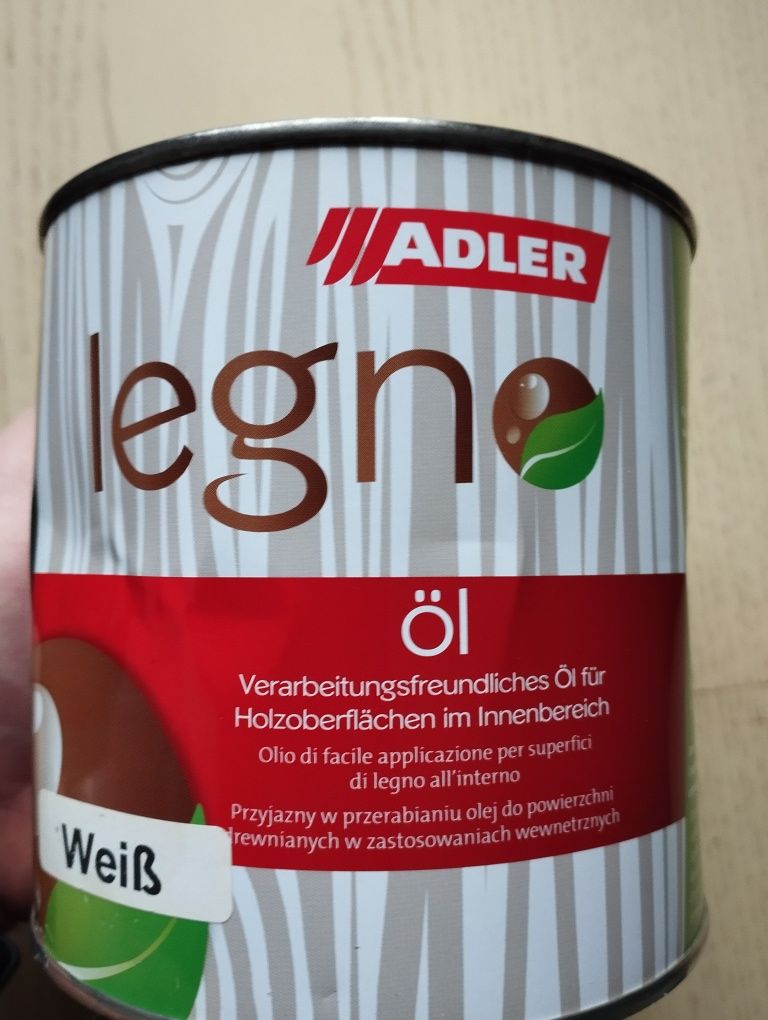 ADLER
legno
Öl
Verarbeitungsfreundliches Öl für
Holzoberflächen im Innenbereich
Olio di facile applicazione per superfici
di legno all'interno
Przyjazny w przerabianiu olej do powierzchni
drewnianych w zastosowaniach wewnetrznych
Weiß